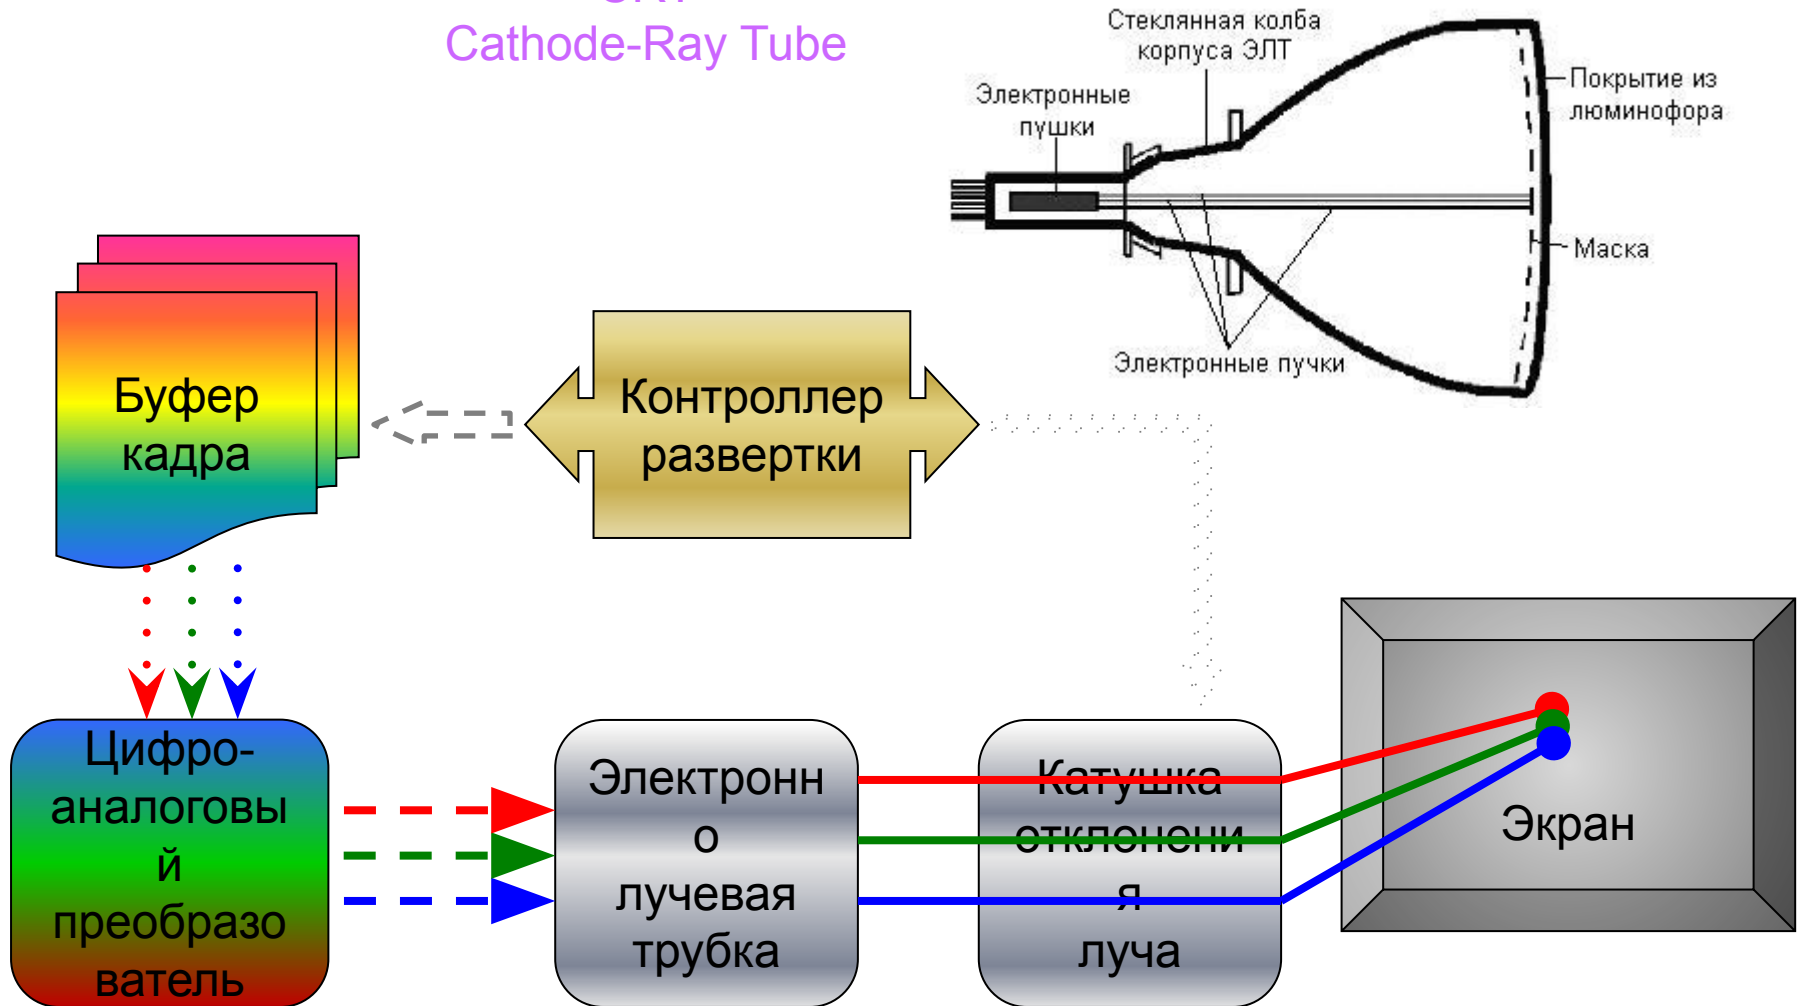 Cathode-Ray Tube
Стеклянная колба
корпуса ЭЛТ
Электронные
пушки
Покрытие из
люминофора
Маска
Электронные пучки
Буфер
кадра
Контроллер
развертки
Цифро-
аналоговы
й
преобразо
ватель
Электронн
о
лучевая
трубка
Катушка
отклонени
я
луча
Экран